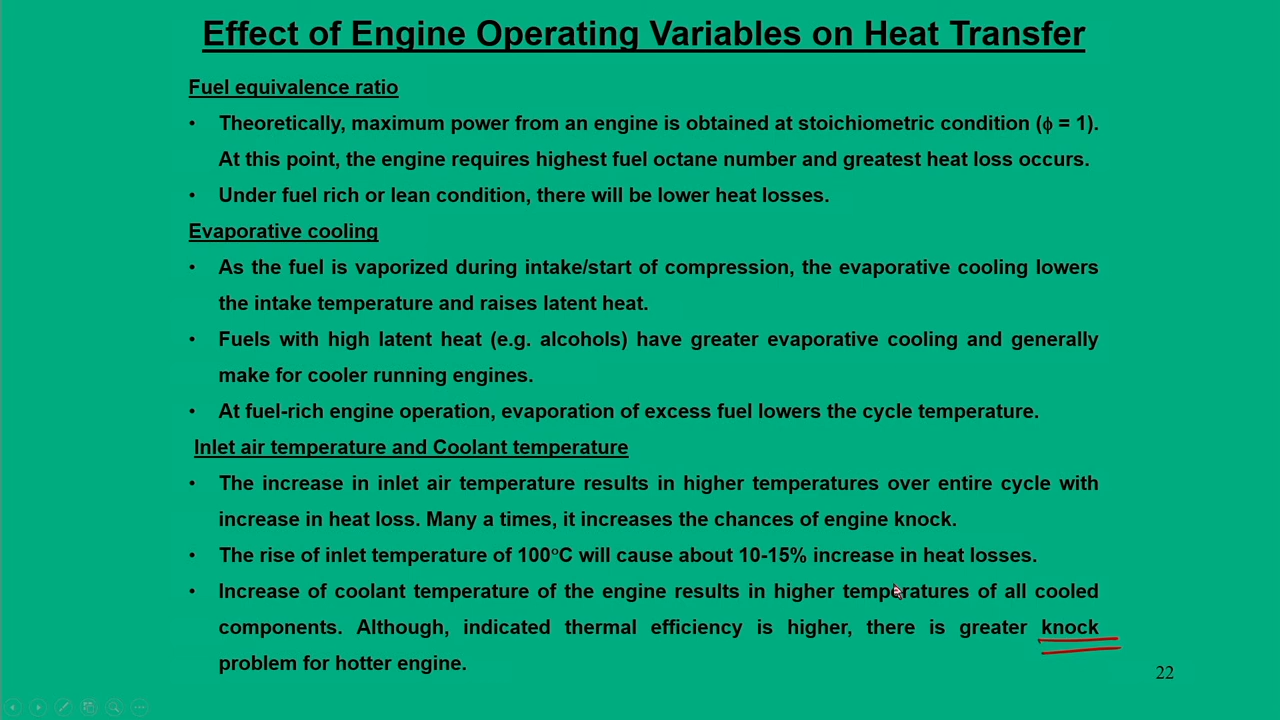 Effect of Engine Operating Variables on Heat Transfer
Fuel equivalence ratio
• Theoretically, maximum power from an engine is obtained at stoichiometric condition (ϕ = 1).
At this point, the engine requires highest fuel octane number and greatest heat loss occurs.
• Under fuel rich or lean condition, there will be lower heat losses.
Evaporative cooling
• As the fuel is vaporized during intake/start of compression, the evaporative cooling lowers
the intake temperature and raises latent heat.
• Fuels with high latent heat (e.g. alcohols) have greater evaporative cooling and generally
make for cooler running engines.
• At fuel-rich engine operation, evaporation of excess fuel lowers the cycle temperature.
Inlet air temperature and Coolant temperature
• The increase in inlet air temperature results in higher temperatures over entire cycle with
increase in heat loss. Many a times, it increases the chances of engine knock.
• The rise of inlet temperature of 100°C will cause about 10-15% increase in heat losses.
• Increase of coolant temperature of the engine results in higher temperatures of all cooled
components. Although, indicated thermal efficiency is higher, there is greater knock
problem for hotter engine.
22